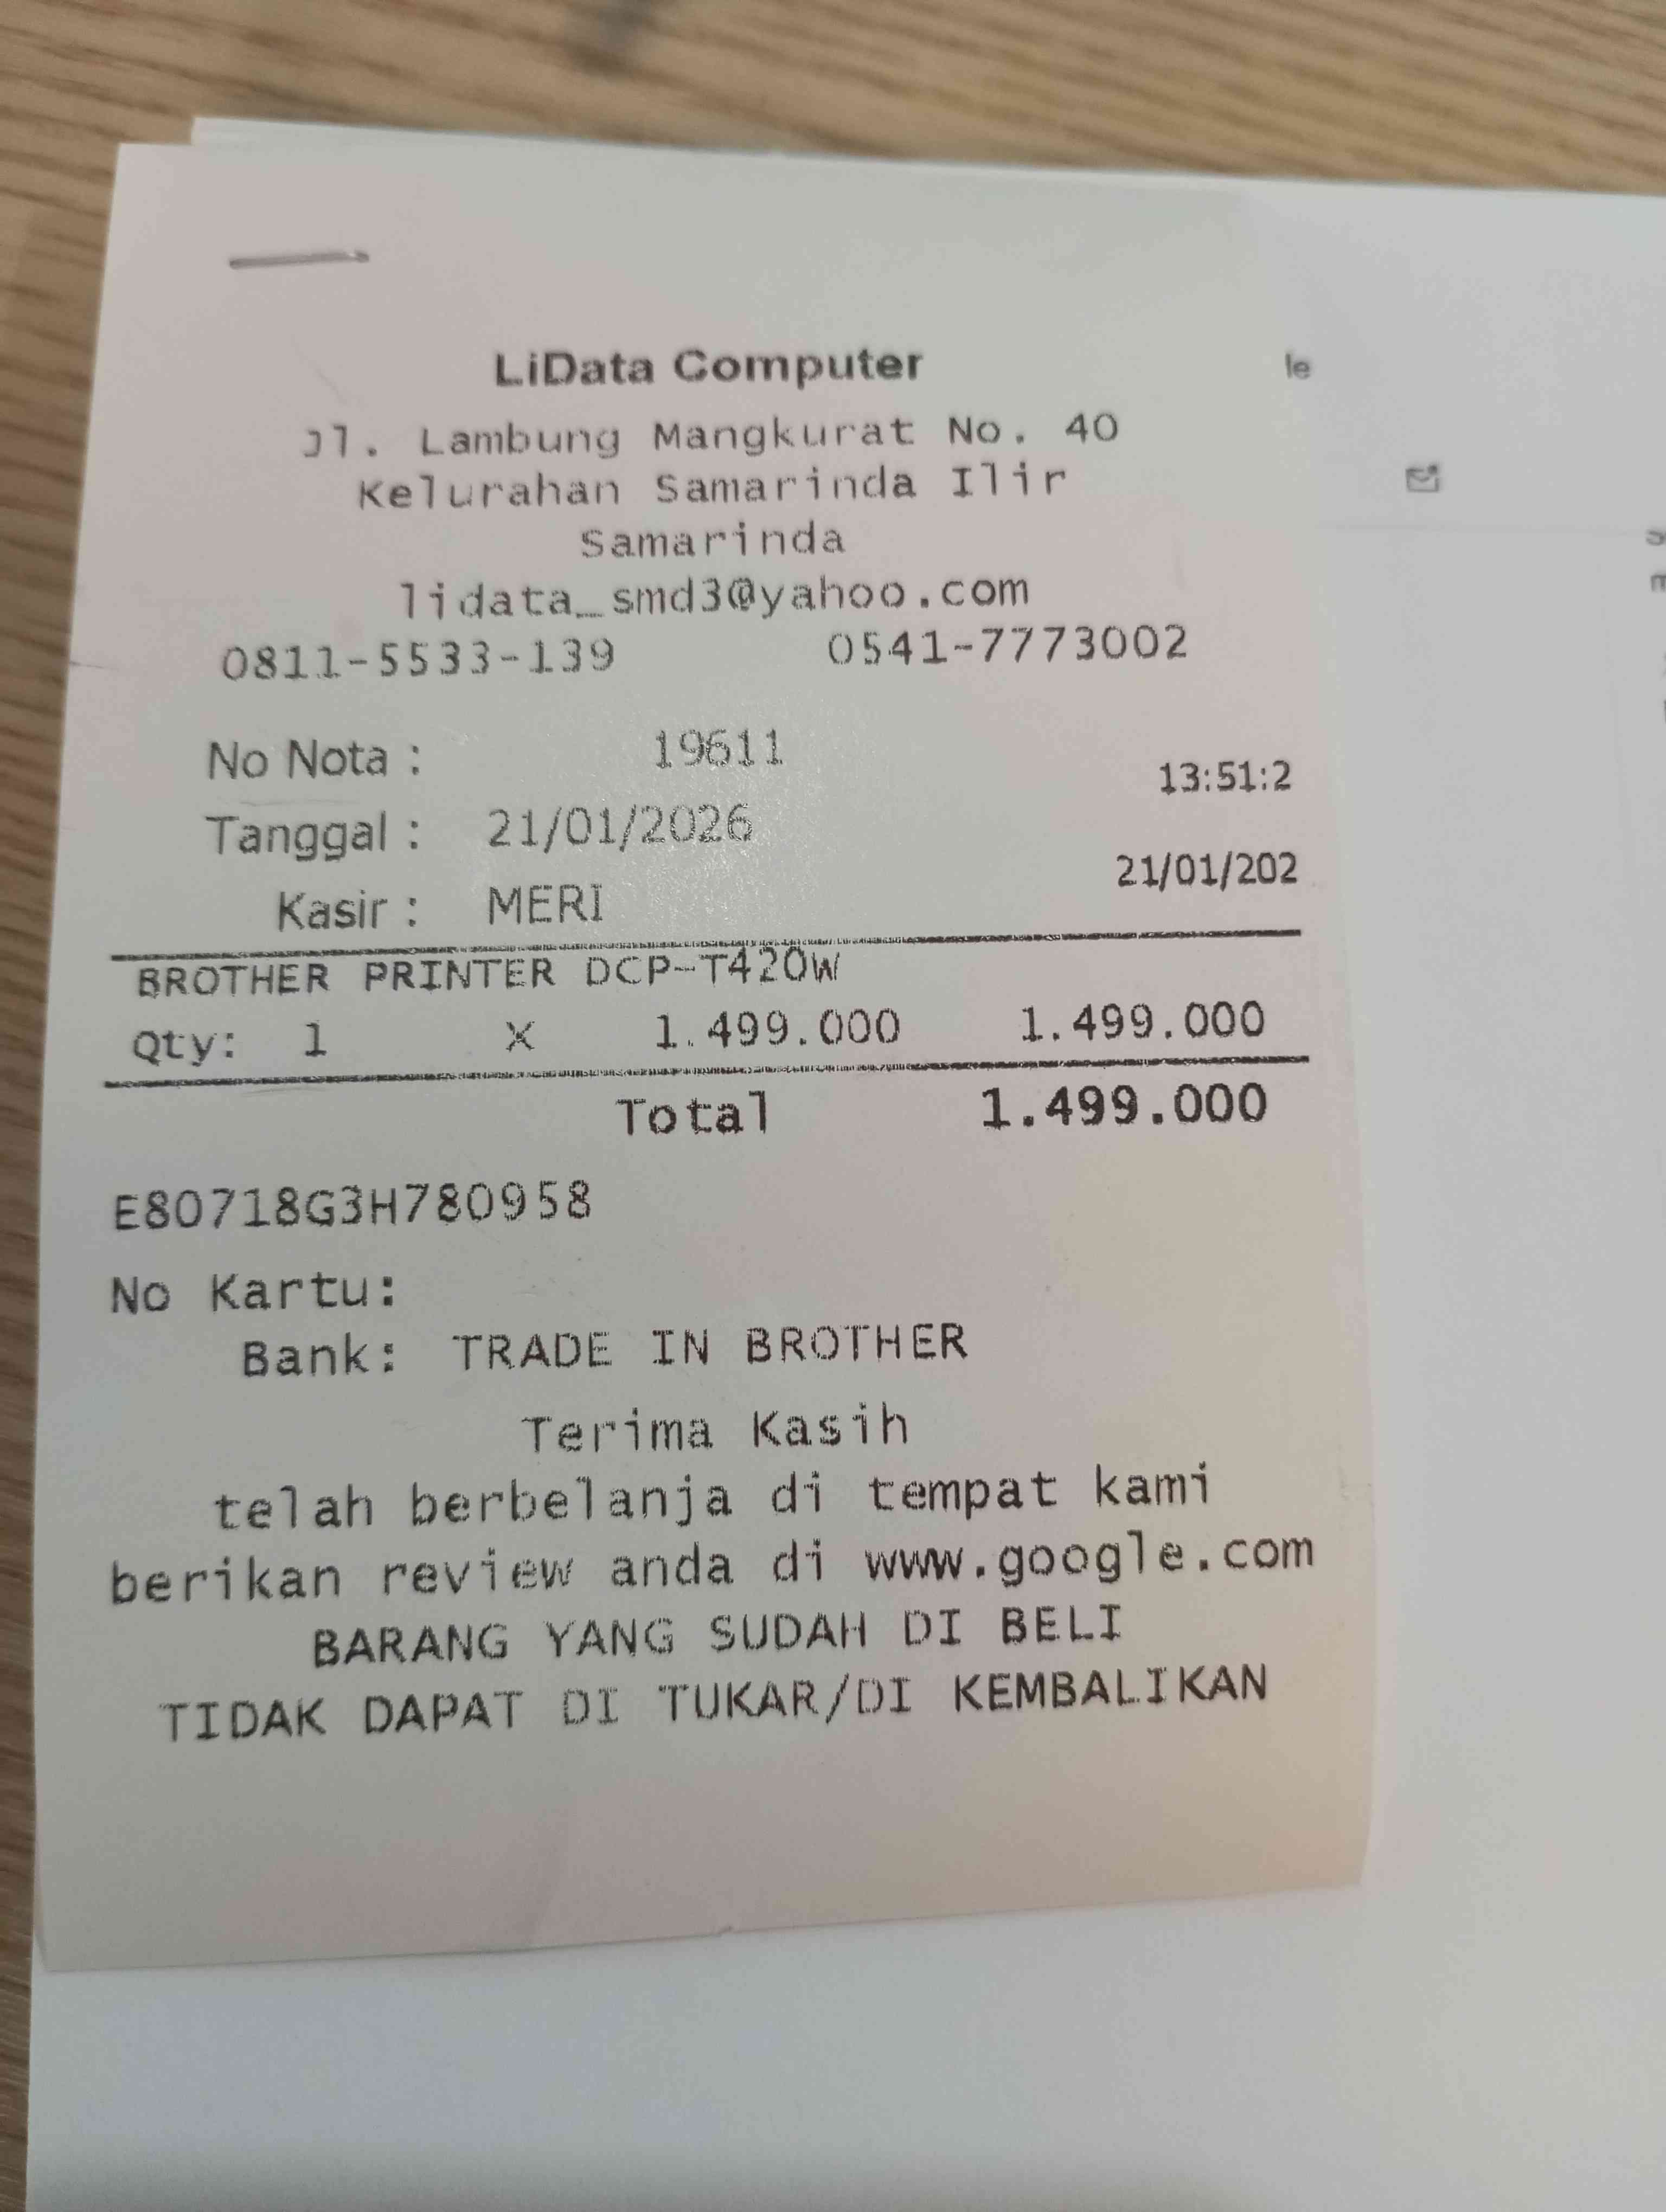 LiData Computer
Jl. Lambung Mangkurat No. 40
Kelurahan Samarinda Ilir
Samarinda
lidata_smd3@yahoo.com
0811-5533-139 0541-7773002
No Nota : 19611
13:51:2
Tanggal : 21/01/2026
21/01/202
Kasir : MERI
BROTHER PRINTER DCP-T420W
Qty: 1 X 1.499.000 1.499.000
Total 1.499.000
E80718G3H780958
No Kartu:
Bank: TRADE IN BROTHER
Terima Kasih
telah berbelanja di tempat kami
berikan review anda di www.google.com
BARANG YANG SUDAH DI BELI
TIDAK DAPAT DI TUKAR/DI KEMBALIKAN
le